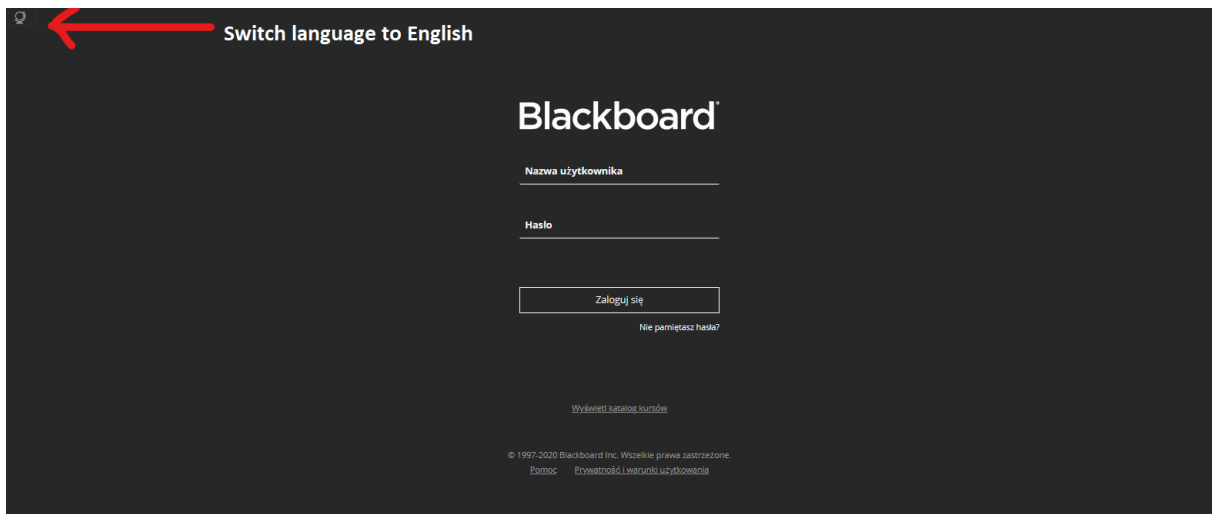 Switch language to English
Blackboard
Nazwa użytkownika
Hasło
Zaloguj się
Nie pamiętasz hasła?
Wyświetl katalog kursów
© 1997-2020 Blackboard Inc. Wszelkie prawa zastrzeżone.
Pomoc Prywatność i warunki użytkowania